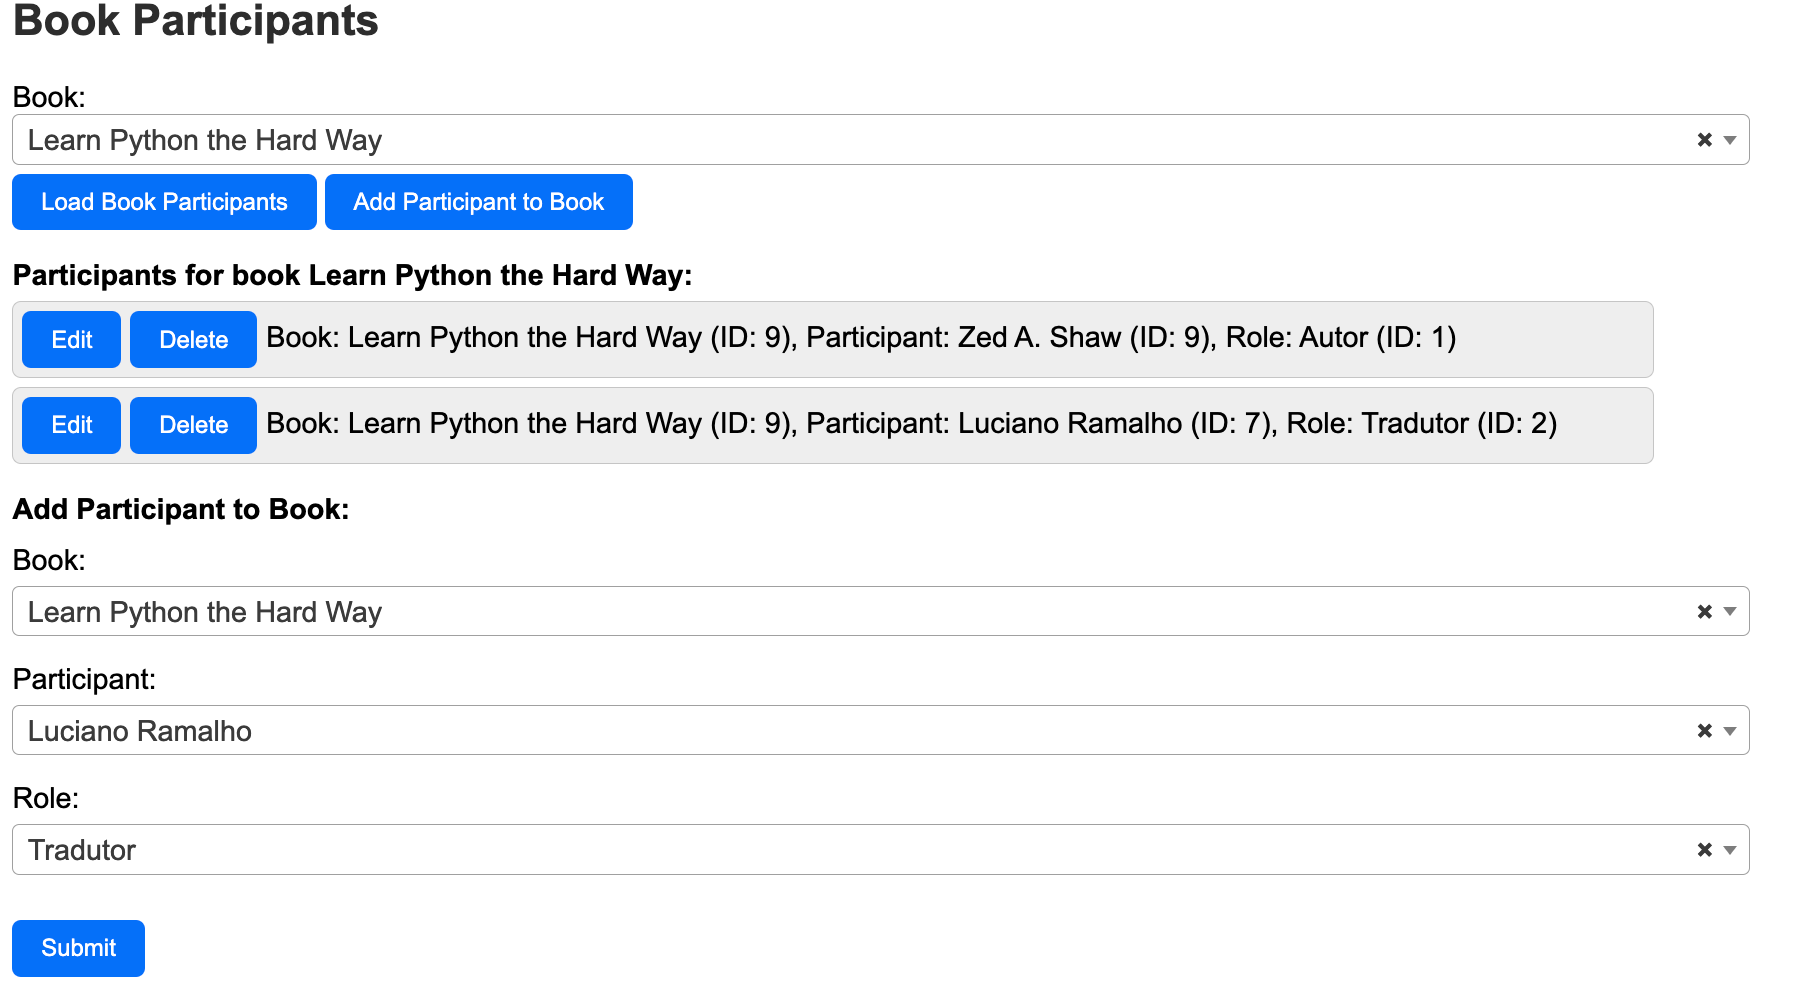 Book Participants
Book:
Learn Python the Hard Way
Load Book Participants Add Participant to Book
Participants for book Learn Python the Hard Way:
Edit Delete Book: Learn Python the Hard Way (ID: 9), Participant: Zed A. Shaw (ID: 9), Role: Autor (ID: 1)
Edit Delete Book: Learn Python the Hard Way (ID: 9), Participant: Luciano Ramalho (ID: 7), Role: Tradutor (ID: 2)
Add Participant to Book:
Book:
Learn Python the Hard Way
Participant:
Luciano Ramalho
Role:
Tradutor
Submit